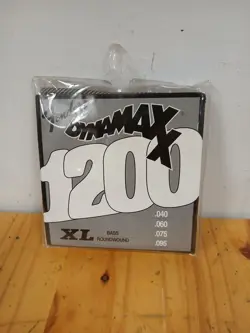 DYNAMAXX
1200
XL
BASS
ROUNDWOUND
.040
.060
.075
.095